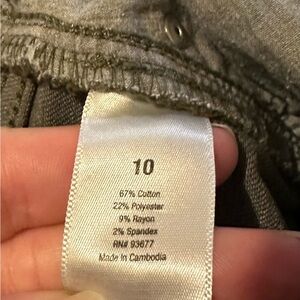 10
67% Cotton
22% Polyester
9% Rayon
2% Spandex
RN# 93677
Made in Cambodia